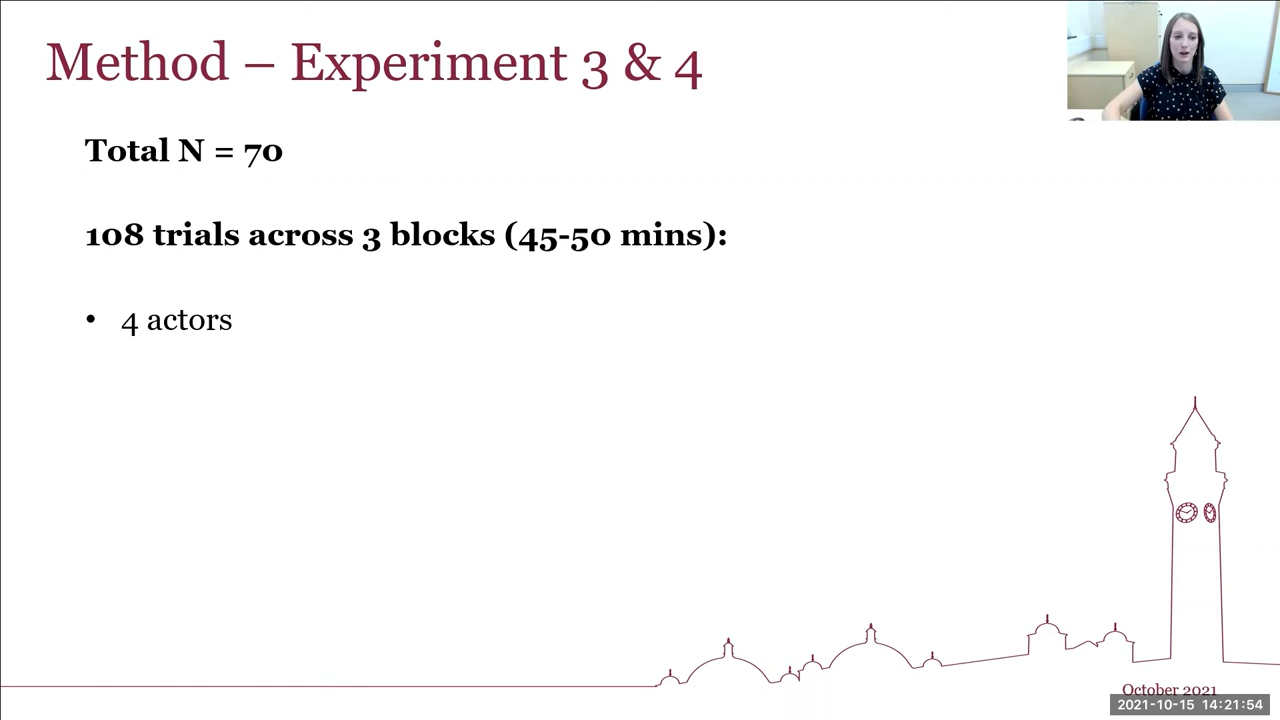 Method – Experiment 3 & 4
Total N = 70
108 trials across 3 blocks (45-50 mins):
• 4 actors
October 2021
2021-10-15 14:21:54